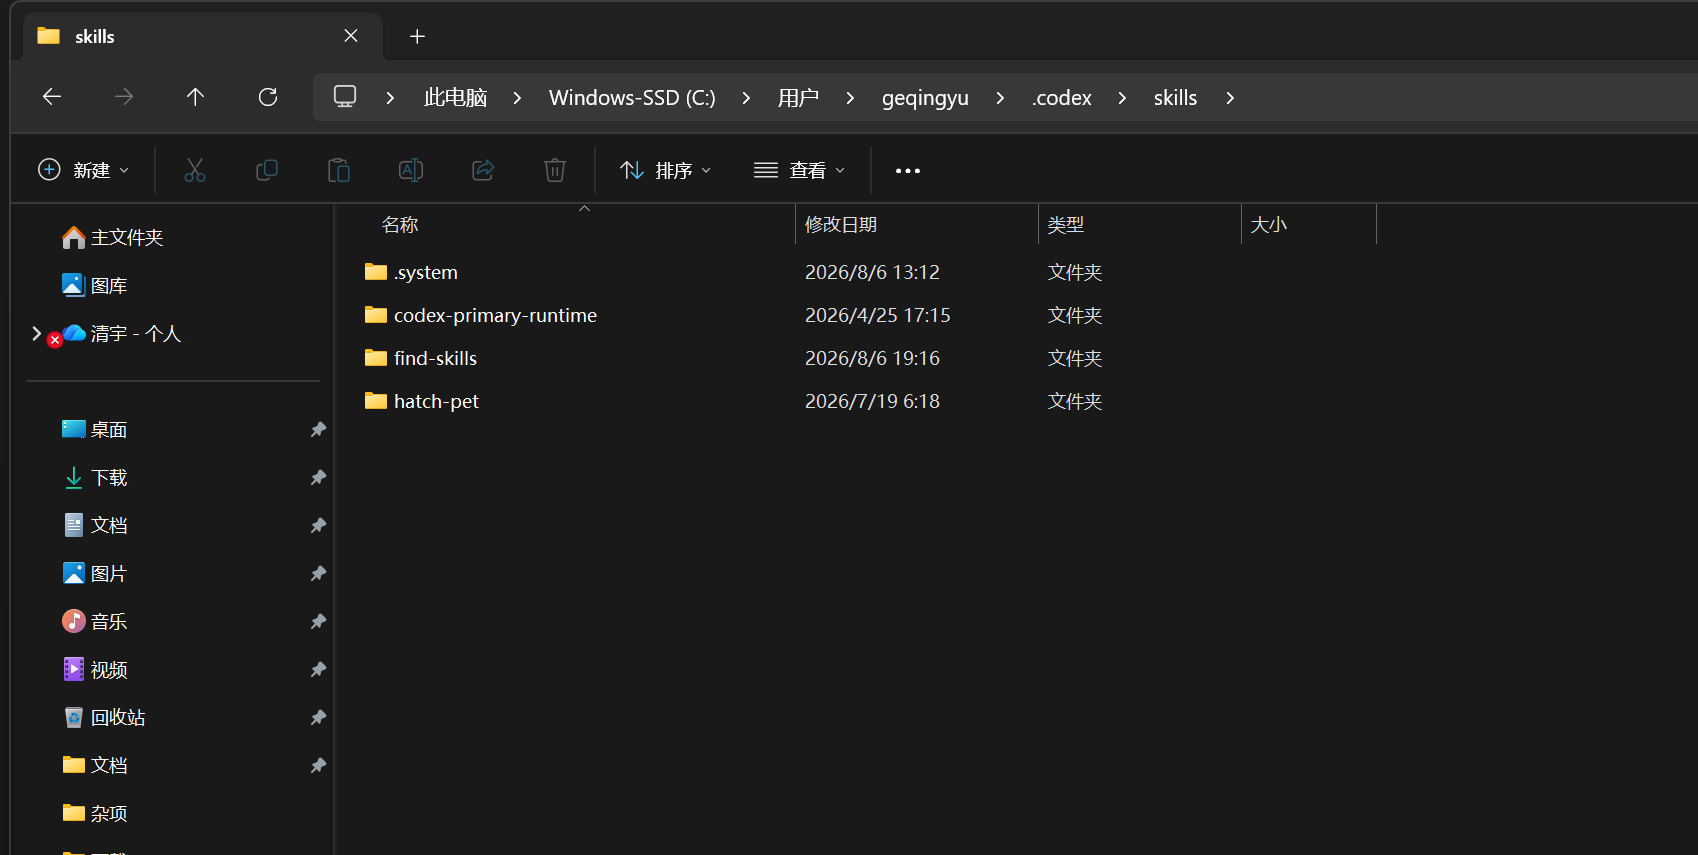 skills
此电脑 Windows-SSD (C:) 用户 geqingyu .codex skills
新建 排序 查看
名称 修改日期 类型 大小
.system 2026/8/6 13:12 文件夹
codex-primary-runtime 2026/4/25 17:15 文件夹
find-skills 2026/8/6 19:16 文件夹
hatch-pet 2026/7/19 6:18 文件夹
主文件夹
图库
清宇 - 个人
桌面
下载
文档
图片
音乐
视频
回收站
文档
杂项